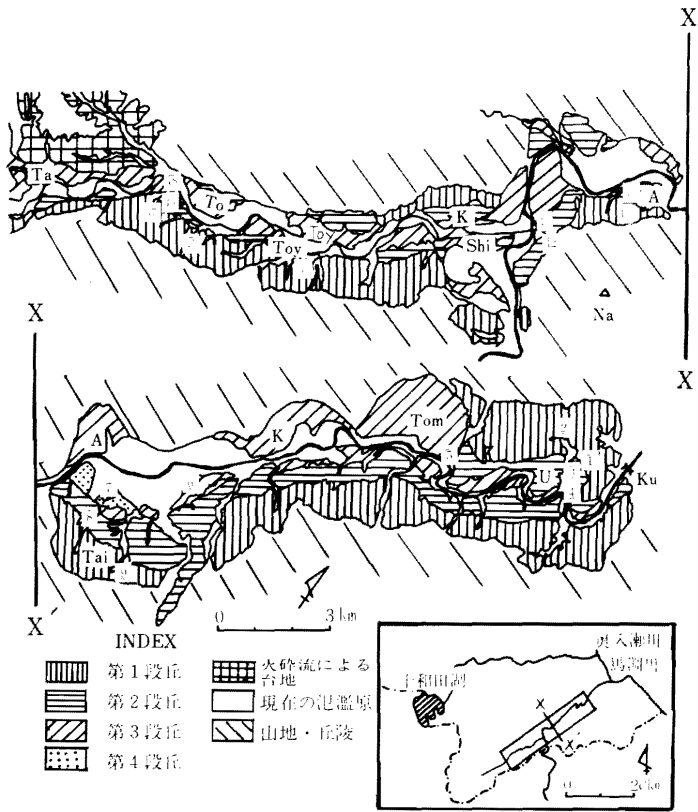 X
Ta
To
Toy
K
Shi
A
Na
X
X
A
K
Tom
U
Ku
Tai
X′
0 3km
INDEX
第1段丘
第2段丘
第3段丘
第4段丘
火砕流による
台地
現在の氾濫原
山地・丘陵
奥入瀬川
馬淵川
十和田湖
X
X
0 20km